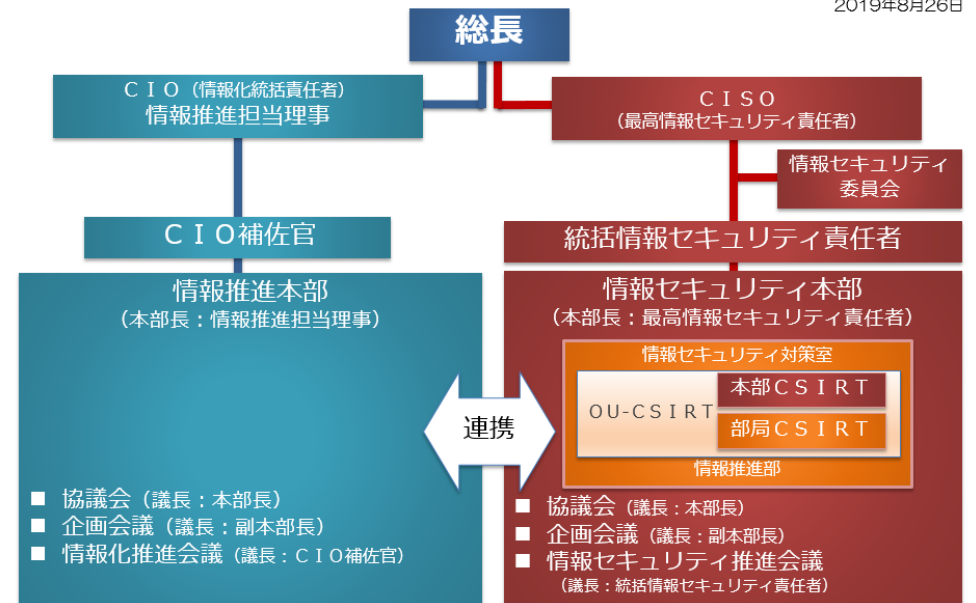 2019年8月26日
総長
ＣＩＯ（情報化統括責任者）
情報推進担当理事
ＣＩＳＯ
（最高情報セキュリティ責任者）
情報セキュリティ
委員会
ＣＩＯ補佐官
統括情報セキュリティ責任者
情報推進本部
（本部長：情報推進担当理事）
■ 協議会（議長：本部長）
■ 企画会議（議長：副本部長）
■ 情報化推進会議（議長：ＣＩＯ補佐官）
連携
情報セキュリティ本部
（本部長：最高情報セキュリティ責任者）
情報セキュリティ対策室
OU-ＣＳＩＲＴ
本部ＣＳＩＲＴ
部局ＣＳＩＲＴ
情報推進部
■ 協議会（議長：本部長）
■ 企画会議（議長：副本部長）
■ 情報セキュリティ推進会議
（議長：統括情報セキュリティ責任者）